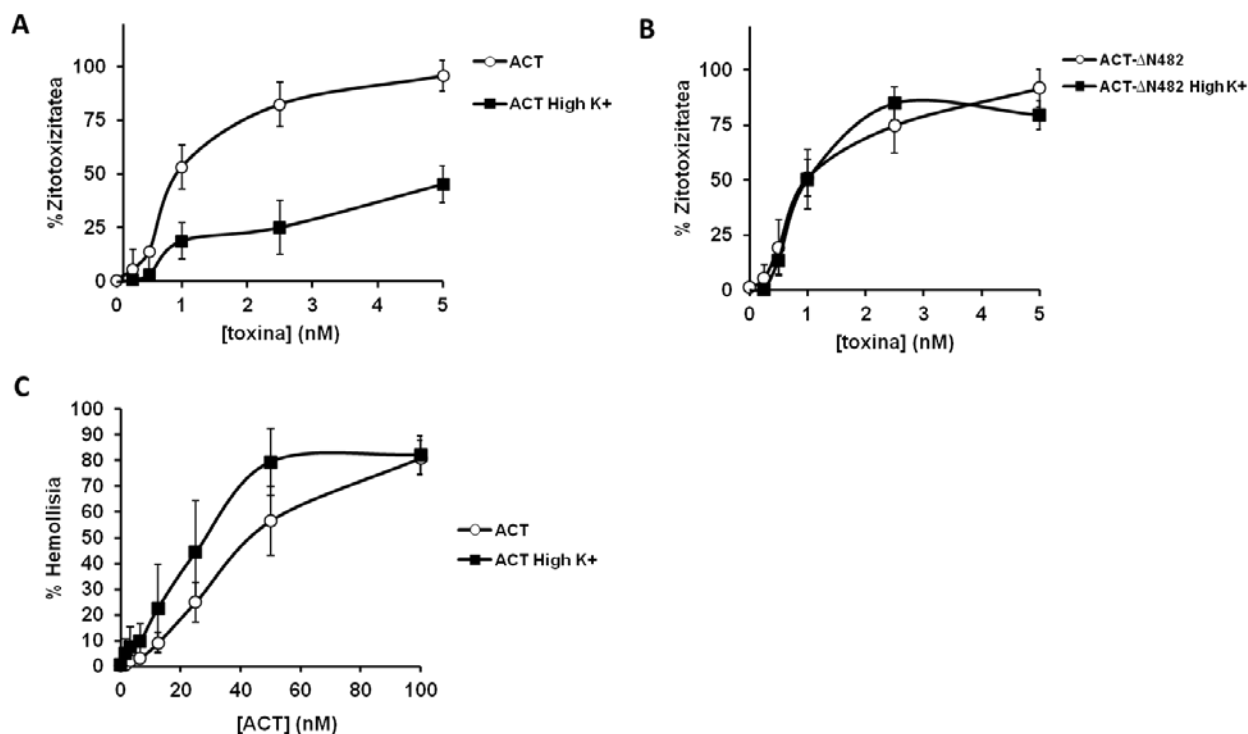 A
% Zitotoxizitatea
100
75
50
25
0
0 1 2 3 4 5
[toxina] (nM)
ACT
ACT High K+
B
% Zitotoxizitatea
100
75
50
25
0
0 1 2 3 4 5
[toxina] (nM)
ACT-ΔN482
ACT-ΔN482 High K+
C
% Hemollisia
100
90
80
70
60
50
40
30
20
10
0
0 20 40 60 80 100
[ACT] (nM)
ACT
ACT High K+